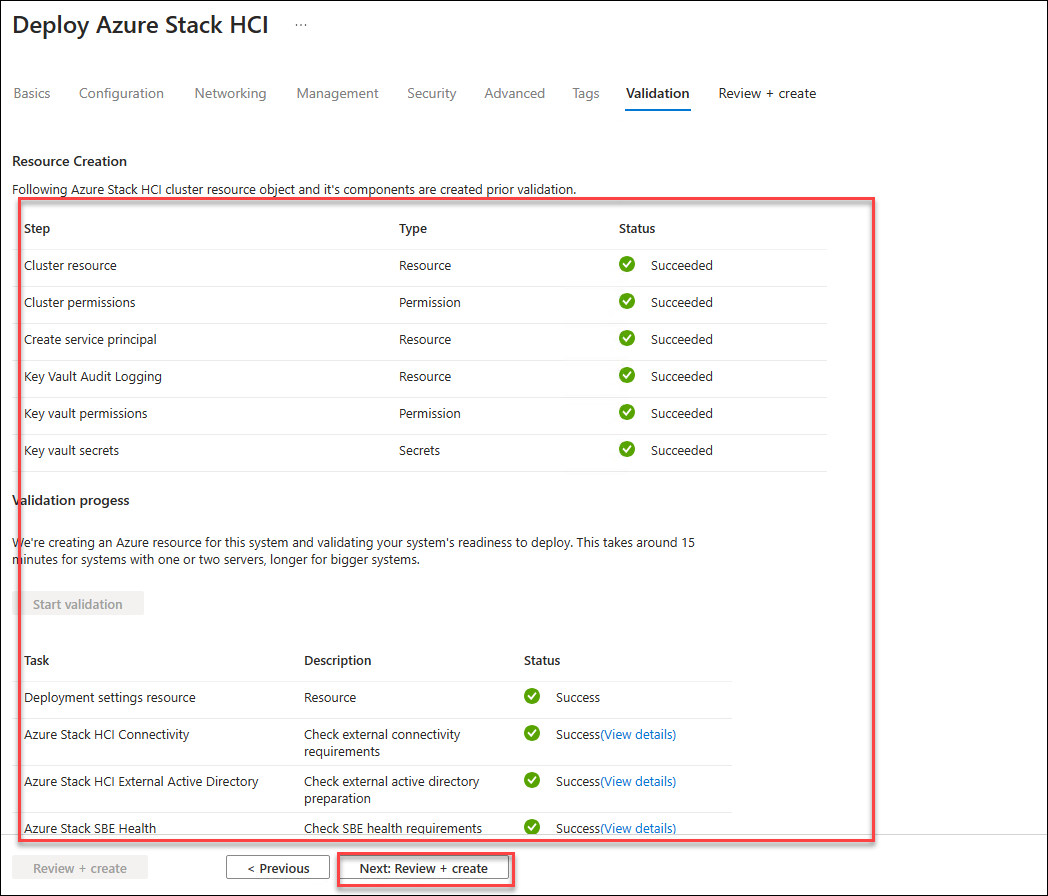 Deploy Azure Stack HCI ...
Basics Configuration Networking Management Security Advanced Tags Validation Review + create
Resource Creation
Following Azure Stack HCI cluster resource object and it's components are created prior validation.
Step Type Status
Cluster resource Resource Succeeded
Cluster permissions Permission Succeeded
Create service principal Resource Succeeded
Key Vault Audit Logging Resource Succeeded
Key vault permissions Permission Succeeded
Key vault secrets Secrets Succeeded
Validation progess
We're creating an Azure resource for this system and validating your system's readiness to deploy. This takes around 15
minutes for systems with one or two servers, longer for bigger systems.
Start validation
Task Description Status
Deployment settings resource Resource Success
Azure Stack HCI Connectivity Check external connectivity Success(View details)
requirements
Azure Stack HCI External Active Directory Check external active directory Success(View details)
preparation
Azure Stack SBE Health Check SBE health requirements Success(View details)
Review + create < Previous Next: Review + create